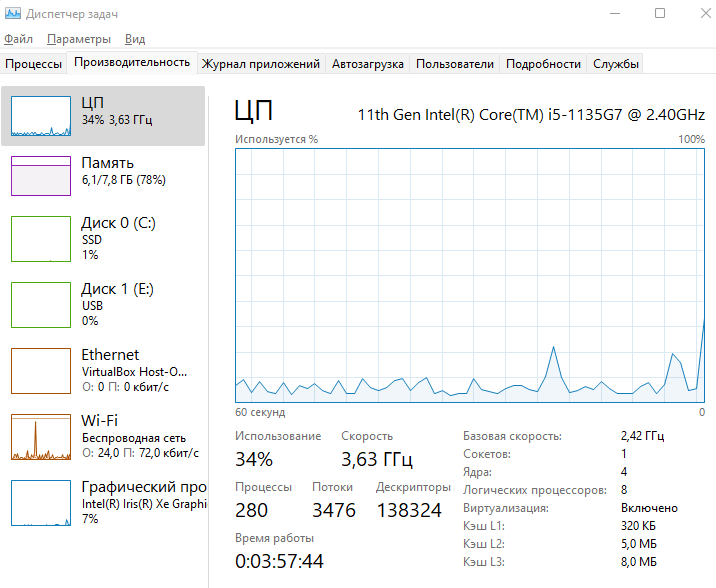 Диспетчер задач
Файл Параметры Вид
Процессы Производительность Журнал приложений Автозагрузка Пользователи Подробности Службы
ЦП
34% 3,63 ГГц
Память
6,1/7,8 ГБ (78%)
Диск 0 (C:)
SSD
1%
Диск 1 (E:)
USB
0%
Ethernet
VirtualBox Host-O...
О: 0 П: 0 кбит/с
Wi-Fi
Беспроводная сеть
О: 24,0 П: 72,0 кбит/с
Графический про
Intel(R) Iris(R) Xe Graphi
7%
ЦП 11th Gen Intel(R) Core(TM) i5-1135G7 @ 2.40GHz
Используется % 100%
60 секунд 0
Использование Скорость
34% 3,63 ГГц
Процессы Потоки Дескрипторы
280 3476 138324
Время работы
0:03:57:44
Базовая скорость: 2,42 ГГц
Сокетов: 1
Ядра: 4
Логических процессоров: 8
Виртуализация: Включено
Кэш L1: 320 КБ
Кэш L2: 5,0 МБ
Кэш L3: 8,0 МБ